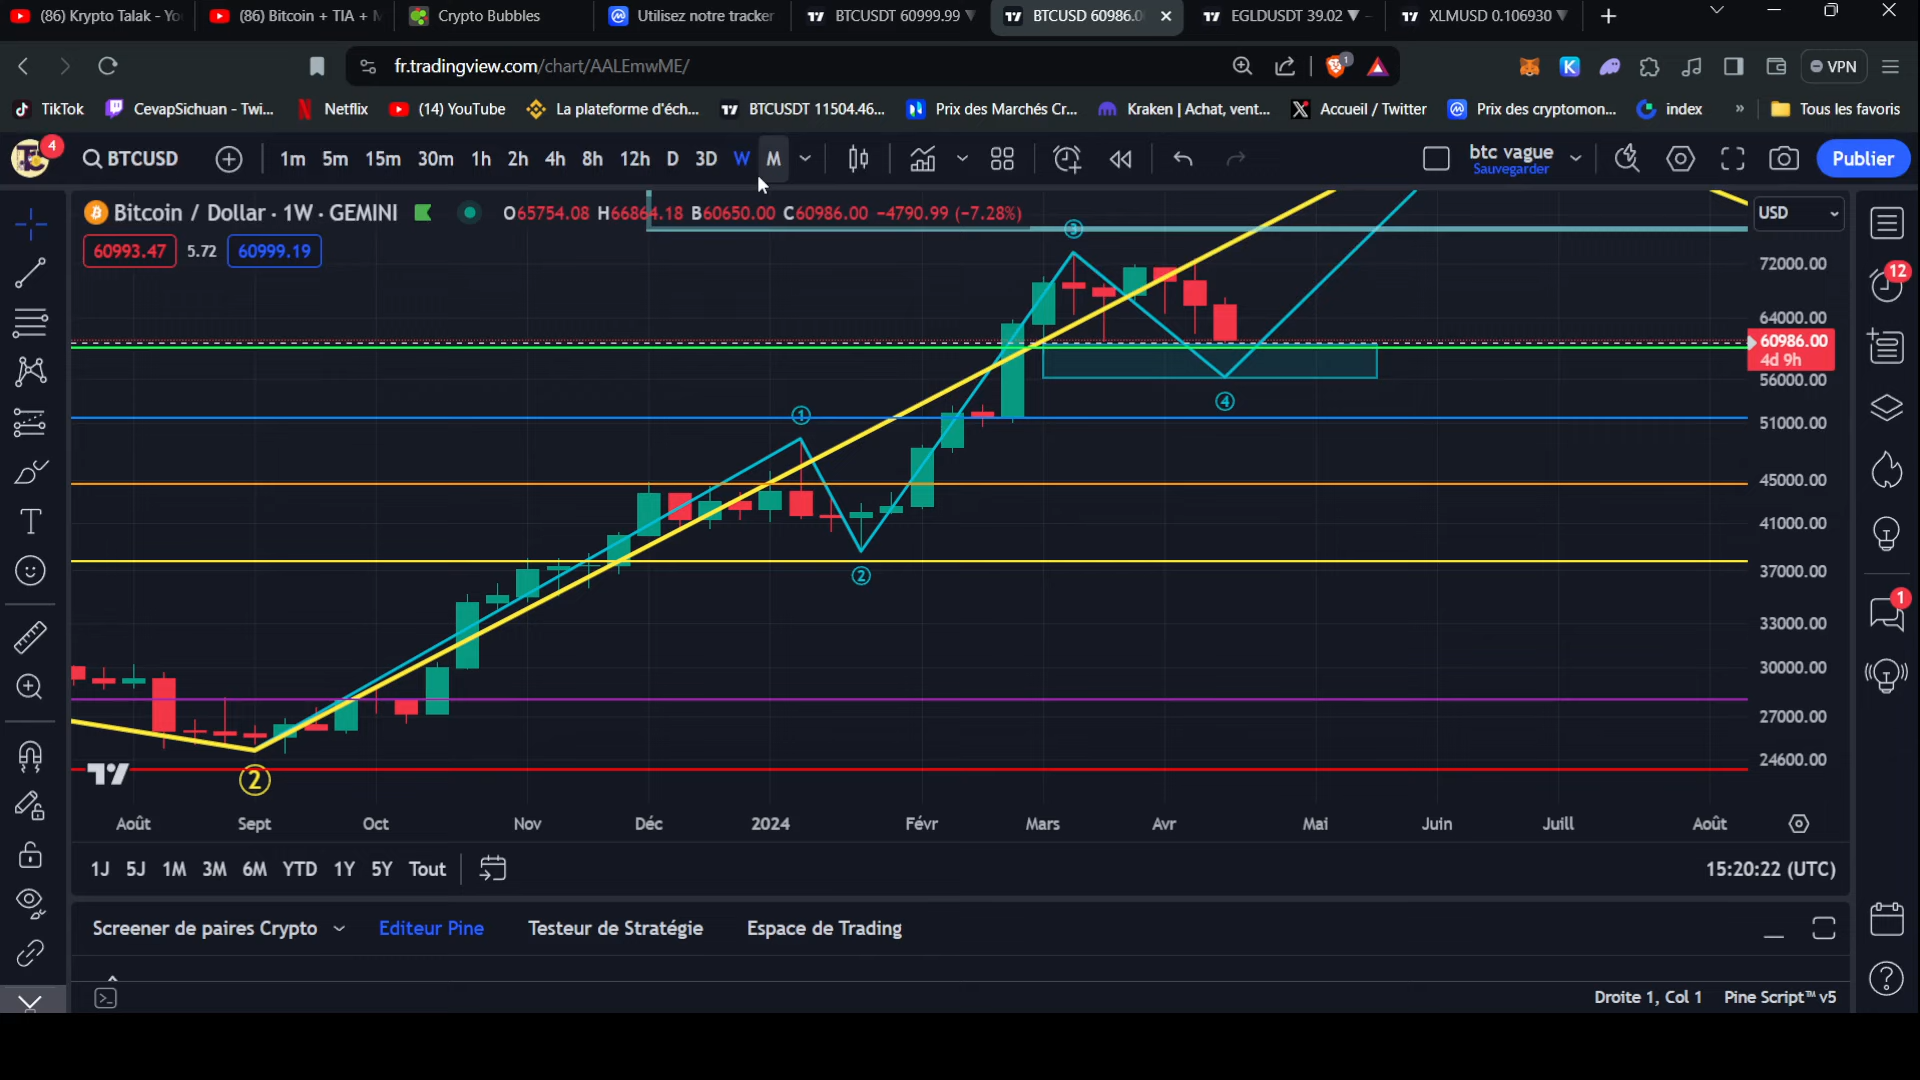 (86) Krypto Talak - Yo
(86) Bitcoin + TIA +
Crypto Bubbles
Utilisez notre tracker
BTCUSDT 60999.99 ▼
BTCUSD 60986.0
EGLDUSDT 39.02 ▼ -
XLMUSD 0.106930 ▼
fr.tradingview.com/chart/AALEmwME/
1
VPN
TikTok
CevapSichuan - Twi...
Netflix
(14) YouTube
La plateforme d'éch...
BTCUSDT 11504.46...
Prix des Marchés Cr...
Kraken | Achat, vent...
Accueil / Twitter
Prix des cryptomon...
index
»
Tous les favoris
4
BTCUSD
1m 5m 15m 30m 1h 2h 4h 8h 12h D 3D W M
btc vague
Sauvegarder
Publier
Bitcoin / Dollar · 1W · GEMINI
O65754.08 H66864.18 B60650.00 C60986.00 −4790.99 (−7.28%)
USD
60993.47 5.72 60999.19
3
72000.00
12
64000.00
60986.00
4d 9h
56000.00
4
1
51000.00
45000.00
41000.00
2
37000.00
33000.00
1
30000.00
27000.00
24600.00
2
Août Sept Oct Nov Déc 2024 Févr Mars Avr Mai Juin Juill Août
1J 5J 1M 3M 6M YTD 1Y 5Y Tout
15:20:22 (UTC)
Screener de paires Crypto
Editeur Pine
Testeur de Stratégie
Espace de Trading
Droite 1, Col 1
Pine Script™ v5